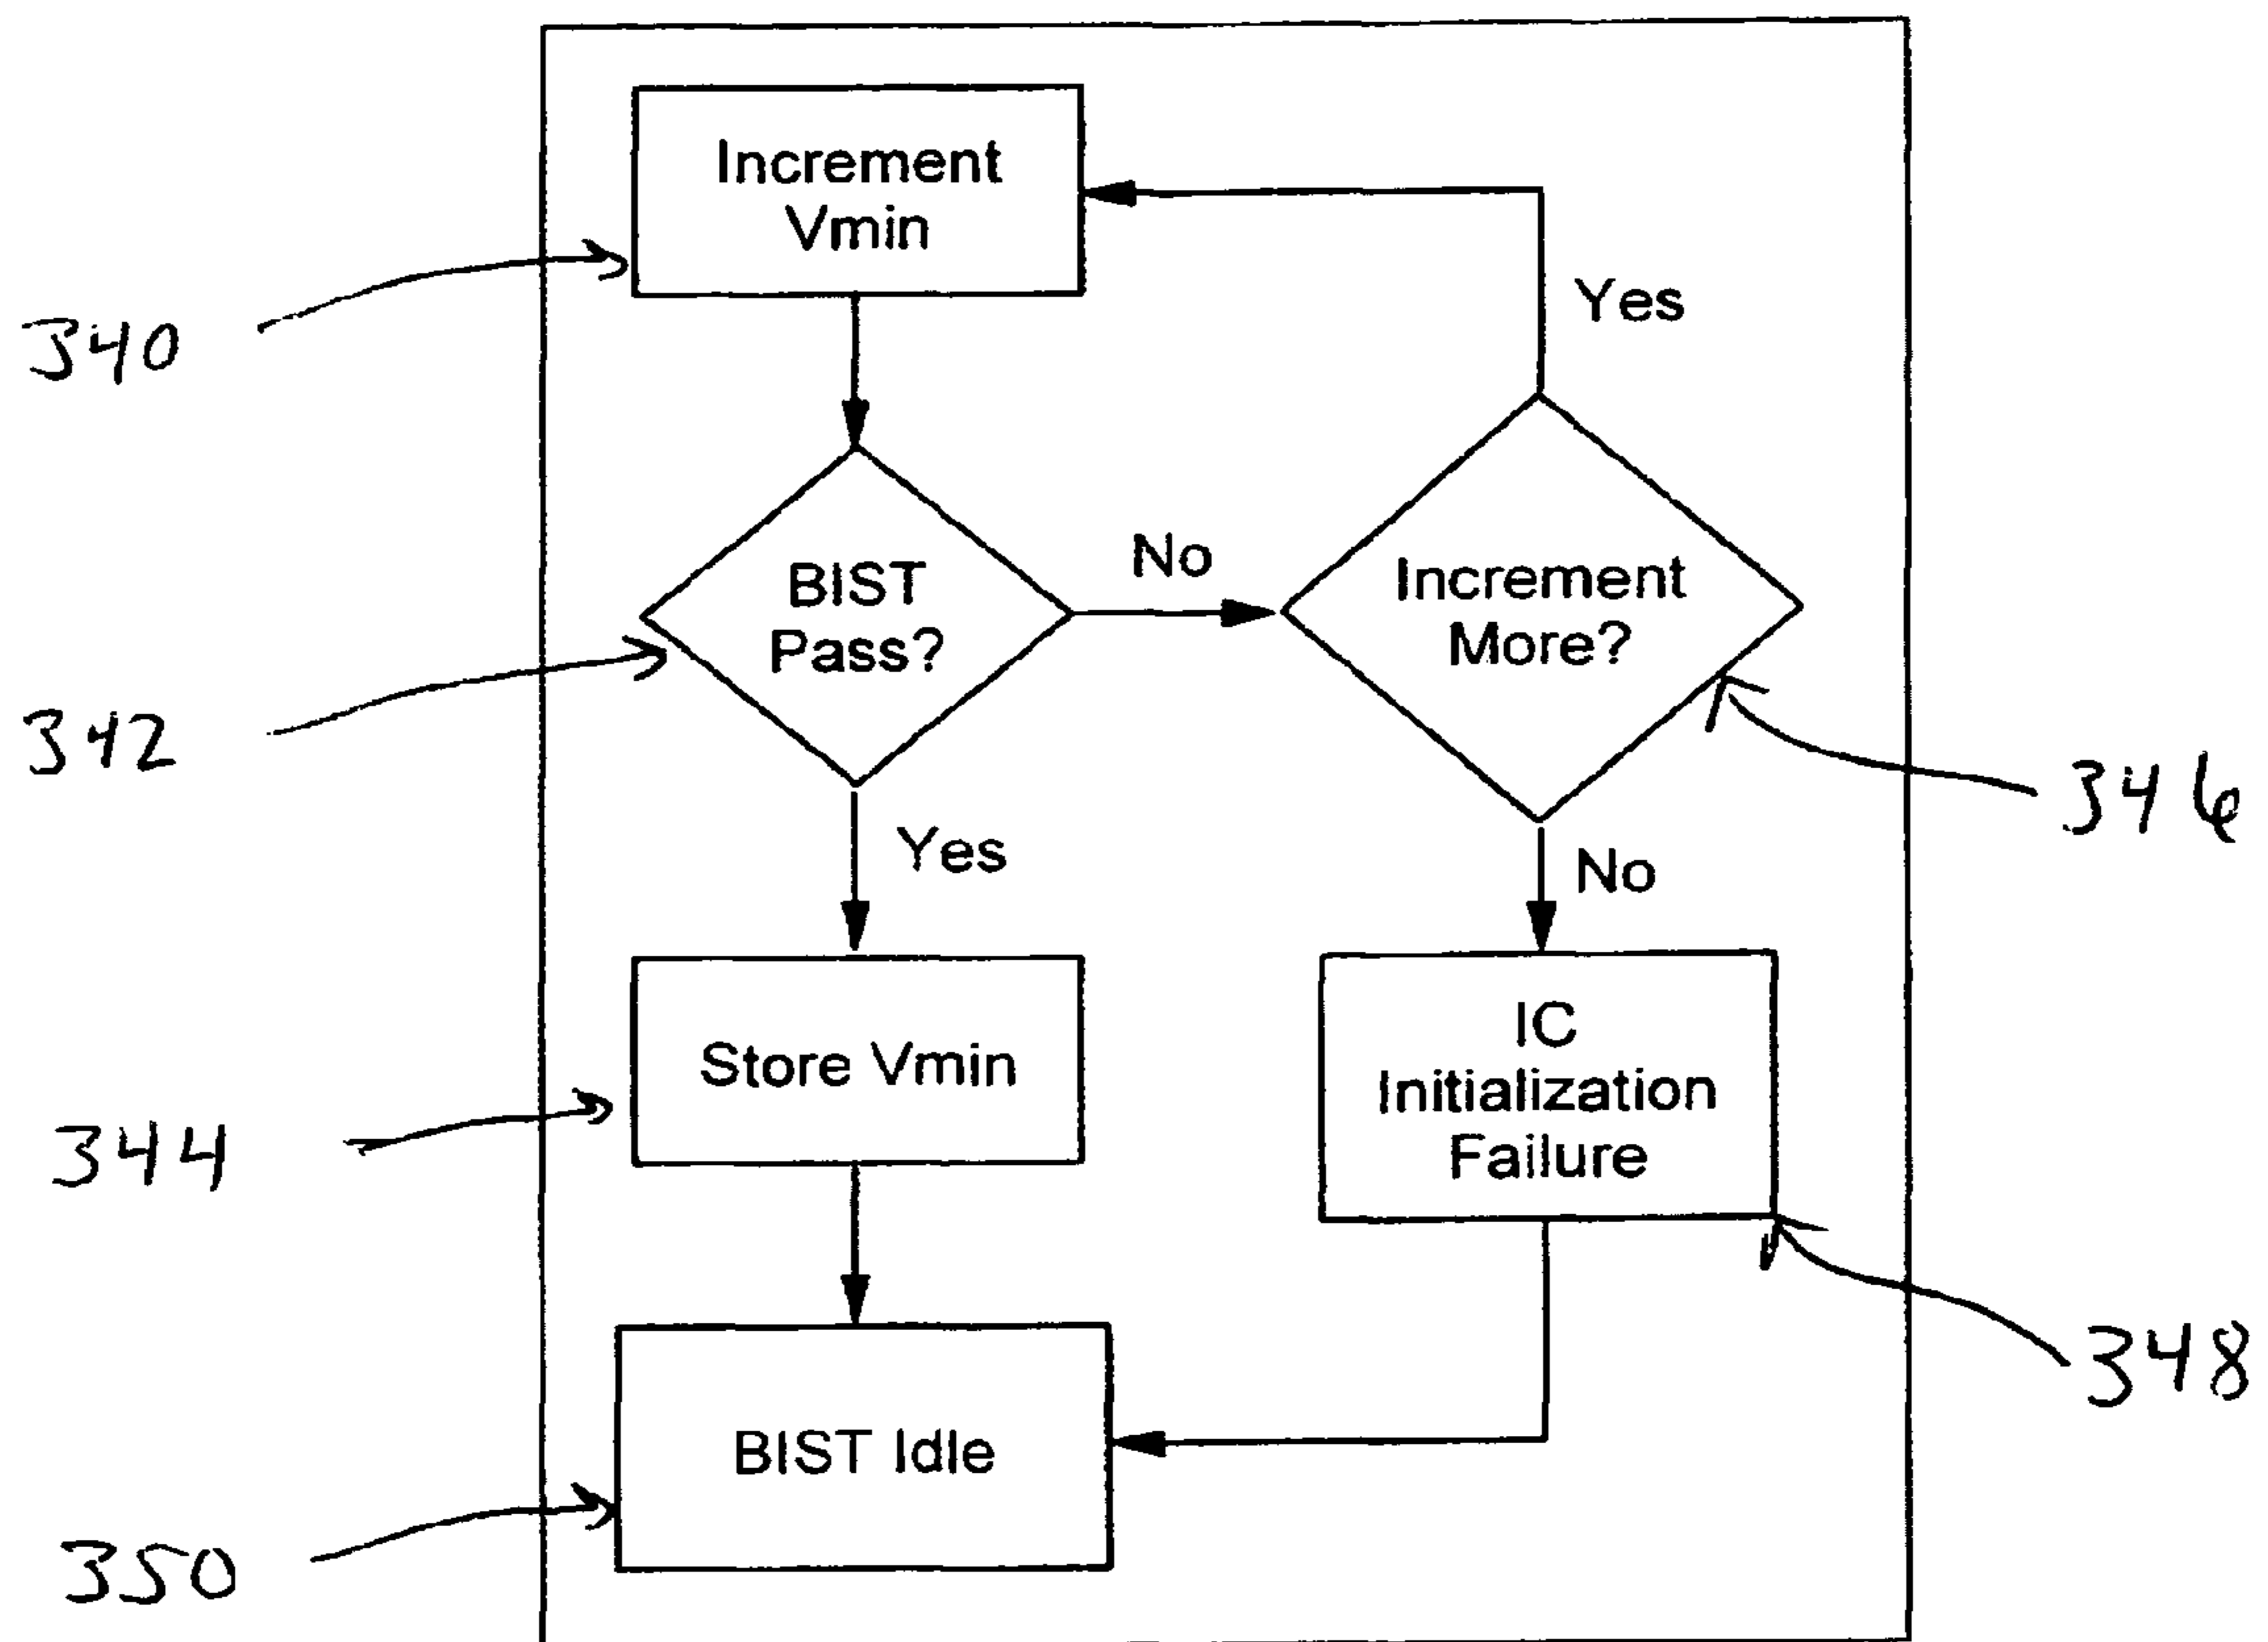 Increment
Vmin
Yes
340
BIST
Pass?
No
Increment
More?
342
346
Yes
No
Store Vmin
IC
Initialization
Failure
344
348
BIST Idle
350